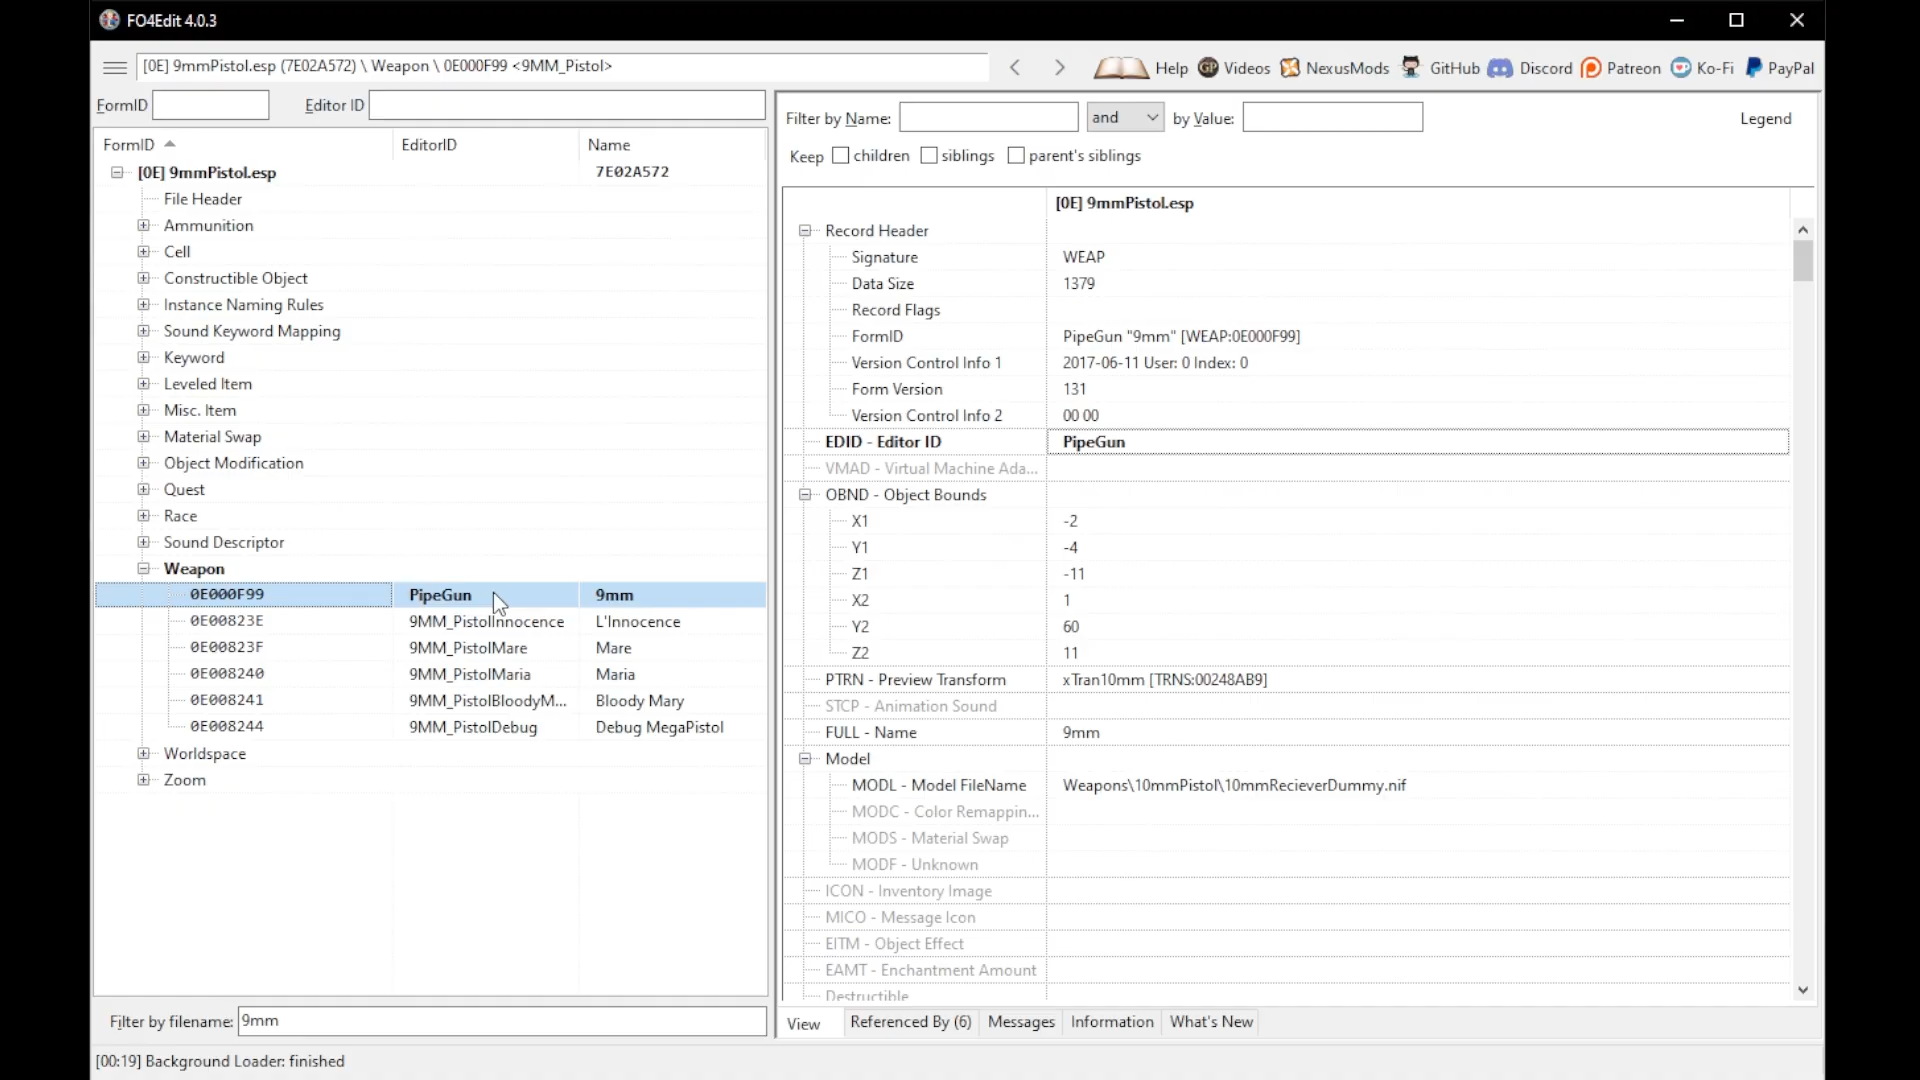 FO4Edit 4.0.3
[0E] 9mmPistol.esp (7E02A572) \ Weapon \ 0E000F99 <9MM_Pistol>
Help Videos NexusMods GitHub Discord Patreon Ko-Fi PayPal
FormID Editor ID
FormID EditorID Name
[0E] 9mmPistol.esp 7E02A572
File Header
Ammunition
Cell
Constructible Object
Instance Naming Rules
Sound Keyword Mapping
Keyword
Leveled Item
Misc. Item
Material Swap
Object Modification
Quest
Race
Sound Descriptor
Weapon
0E000F99 PipeGun 9mm
0E00823E 9MM_PistolInnocence L'Innocence
0E00823F 9MM_PistolMare Mare
0E008240 9MM_PistolMaria Maria
0E008241 9MM_PistolBloodyM... Bloody Mary
0E008244 9MM_PistolDebug Debug MegaPistol
Worldspace
Zoom
Filter by filename: 9mm
Filter by Name: and by Value: Legend
Keep children siblings parent's siblings
[0E] 9mmPistol.esp
Record Header
Signature WEAP
Data Size 1379
Record Flags
FormID PipeGun "9mm" [WEAP:0E000F99]
Version Control Info 1 2017-06-11 User: 0 Index: 0
Form Version 131
Version Control Info 2 00 00
EDID - Editor ID PipeGun
VMAD - Virtual Machine Ada...
OBND - Object Bounds
X1 -2
Y1 -4
Z1 -11
X2 1
Y2 60
Z2 11
PTRN - Preview Transform xTran10mm [TRNS:00248AB9]
STCP - Animation Sound
FULL - Name 9mm
Model
MODL - Model FileName Weapons\10mmPistol\10mmRecieverDummy.nif
MODC - Color Remappin...
MODS - Material Swap
MODF - Unknown
ICON - Inventory Image
MICO - Message Icon
EITM - Object Effect
EAMT - Enchantment Amount
Destructible
View Referenced By (6) Messages Information What's New
[00:19] Background Loader: finished